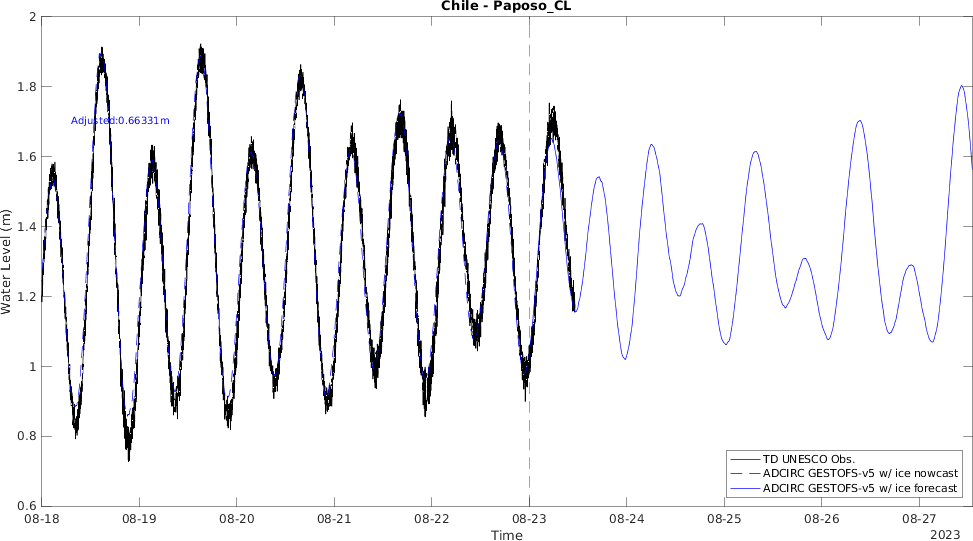 Chile - Paposo_CL
2
1.8
Adjusted:0.66331m
1.6
1.4
Water Level (m)
1.2
1
0.8
0.6
TD UNESCO Obs.
ADCIRC GESTOFS-v5 w/ ice nowcast
ADCIRC GESTOFS-v5 w/ ice forecast
08-18 08-19 08-20 08-21 08-22 08-23 08-24 08-25 08-26 08-27
Time
2023